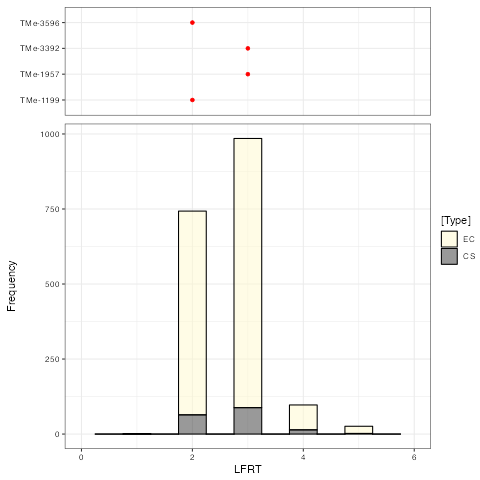 TMe-3596
TMe-3392
TMe-1957
TMe-1199
1000
750
500
250
0
Frequency
0 2 4 6
LFRT
[Type]
EC
CS